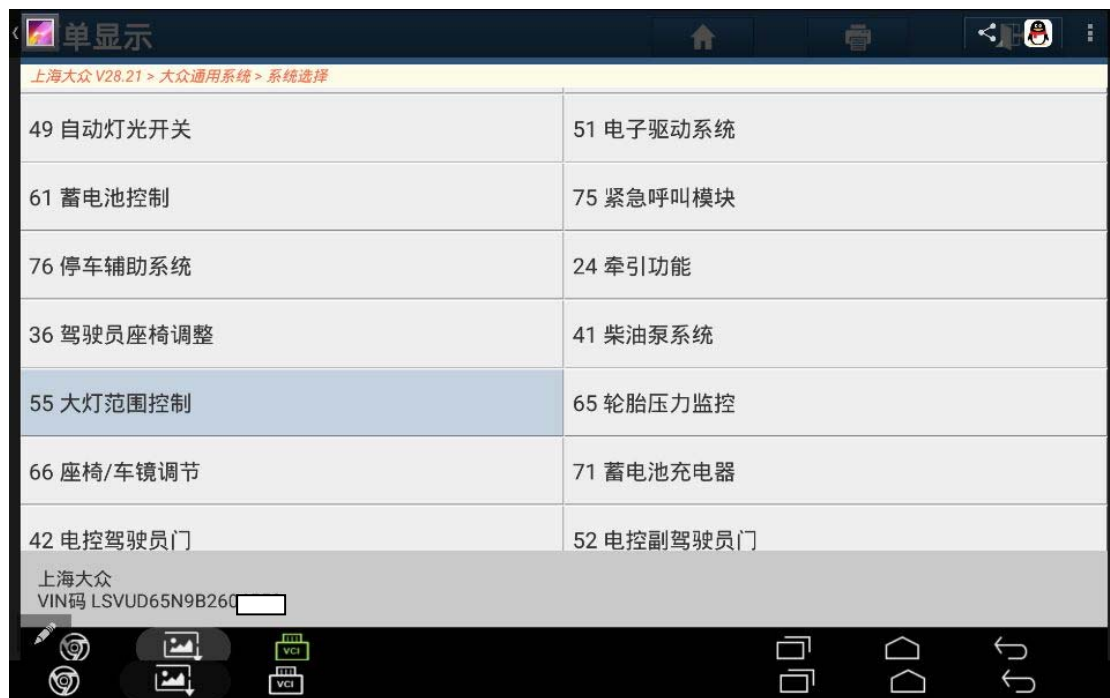 单显示
上海大众 V28.21 > 大众通用系统 > 系统选择
49 自动灯光开关
51 电子驱动系统
61 蓄电池控制
75 紧急呼叫模块
76 停车辅助系统
24 牵引功能
36 驾驶员座椅调整
41 柴油泵系统
55 大灯范围控制
65 轮胎压力监控
66 座椅/车镜调节
71 蓄电池充电器
42 电控驾驶员门
52 电控副驾驶员门
上海大众
VIN码 LSVUD65N9B260
VCI
VCI